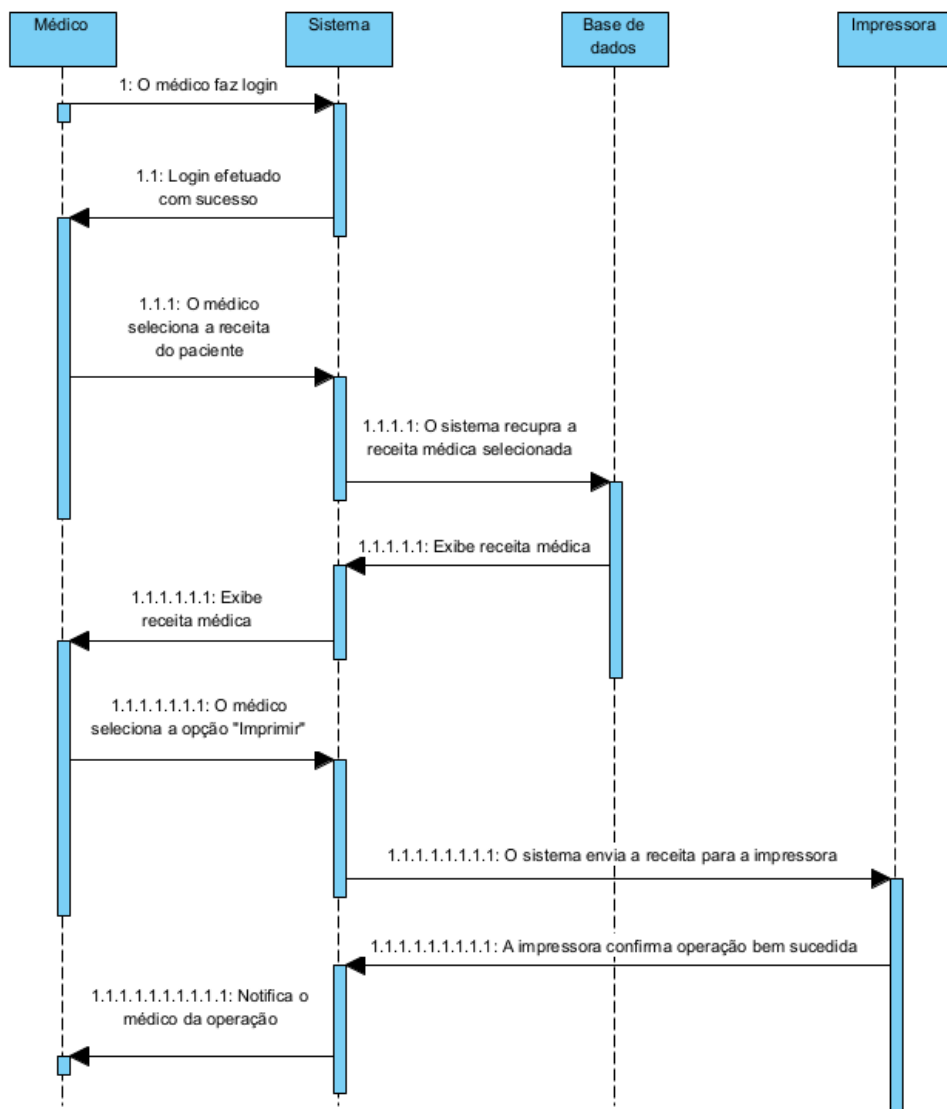 Médico
Sistema
Base de
dados
Impressora
1: O médico faz login
1.1: Login efetuado
com sucesso
1.1.1: O médico
seleciona a receita
do paciente
1.1.1.1: O sistema recupra a
receita médica selecionada
1.1.1.1.1: Exibe receita médica
1.1.1.1.1.1: Exibe
receita médica
1.1.1.1.1.1.1: O médico
seleciona a opção "Imprimir"
1.1.1.1.1.1.1.1: O sistema envia a receita para a impressora
1.1.1.1.1.1.1.1.1: A impressora confirma operação bem sucedida
1.1.1.1.1.1.1.1.1.1: Notifica o
médico da operação